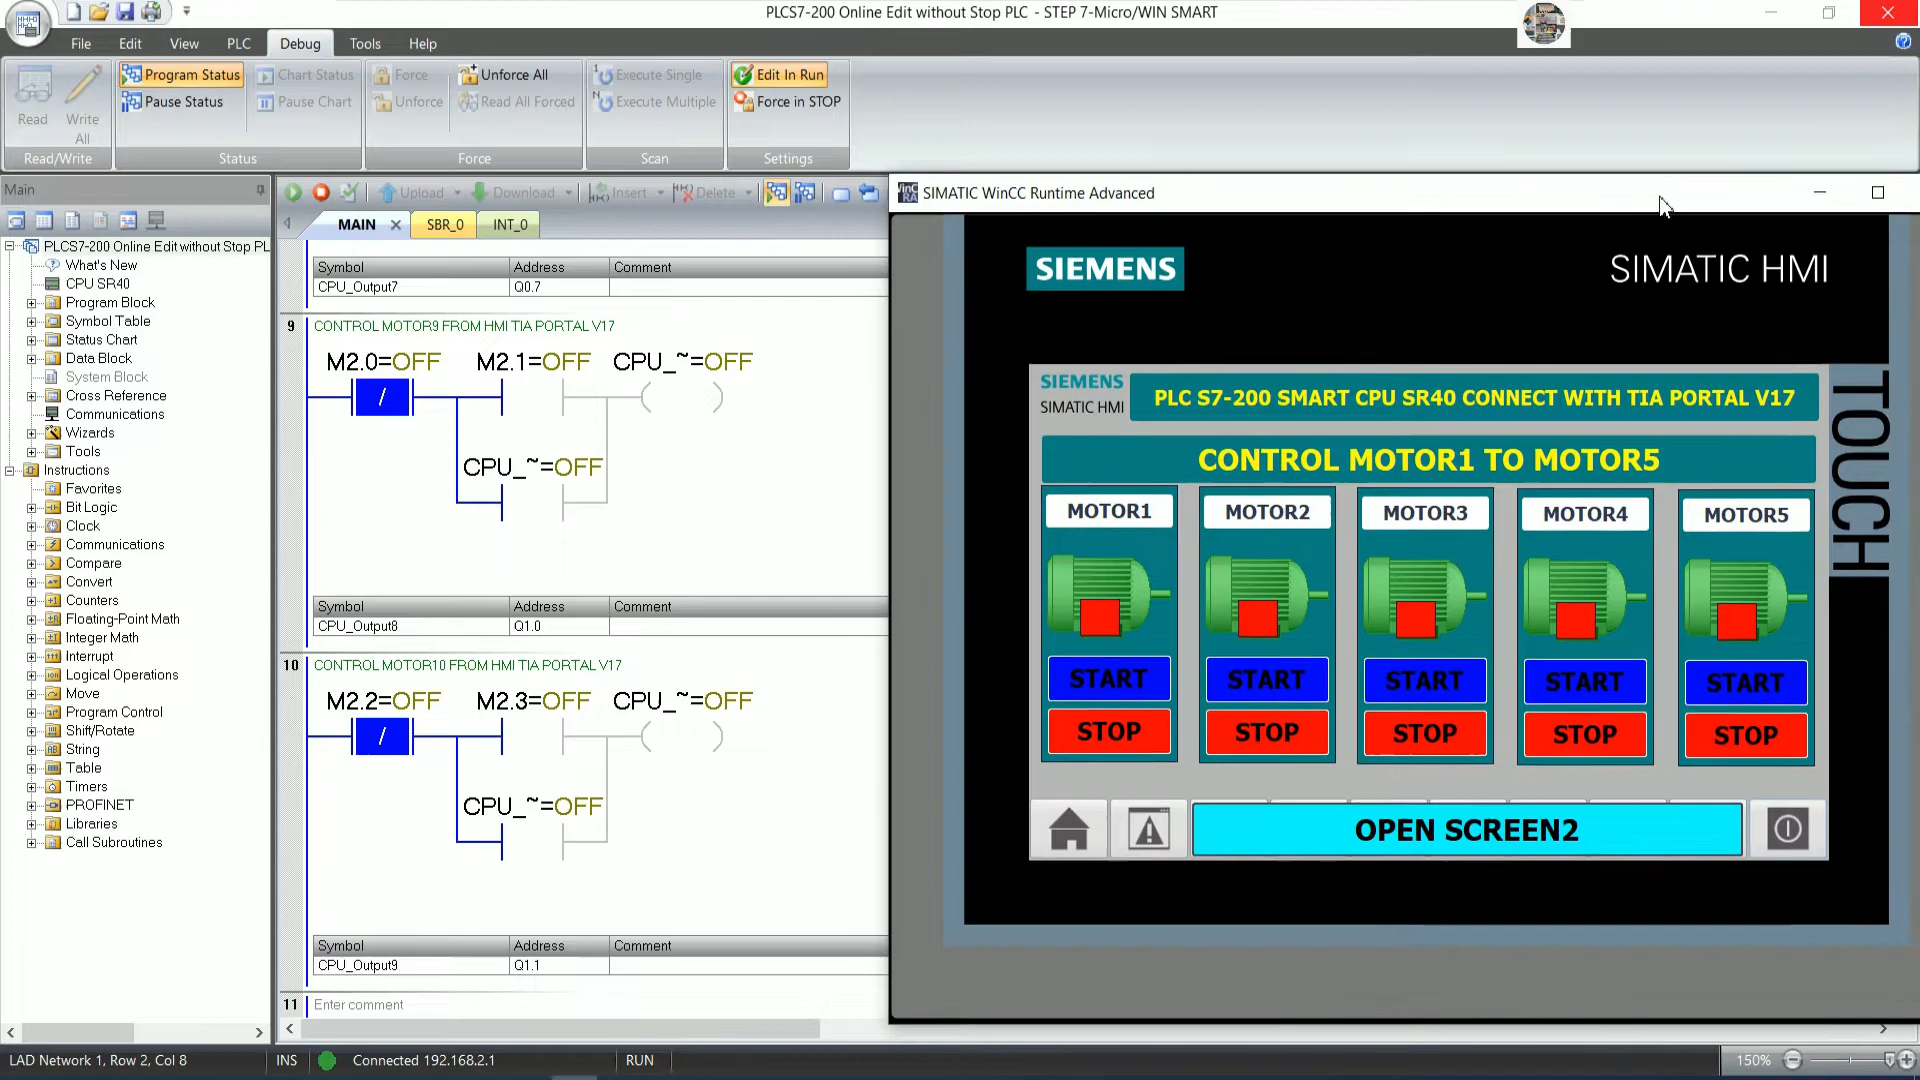 PLCS7-200 Online Edit without Stop PLC - STEP 7-Micro/WIN SMART
File Edit View PLC Debug Tools Help
Read
Write
All
Read/Write
Program Status
Pause Status
Chart Status
Pause Chart
Status
Force
Unforce
Unforce All
Read All Forced
Force
Execute Single
Execute Multiple
Scan
Edit In Run
Force in STOP
Settings
Main
PLCS7-200 Online Edit without Stop PL
What's New
CPU SR40
Program Block
Symbol Table
Status Chart
Data Block
System Block
Cross Reference
Communications
Wizards
Tools
Instructions
Favorites
Bit Logic
Clock
Communications
Compare
Convert
Counters
Floating-Point Math
Integer Math
Interrupt
Logical Operations
Move
Program Control
Shift/Rotate
String
Table
Timers
PROFINET
Libraries
Call Subroutines
Upload Download Insert Delete
MAIN SBR_0 INT_0
Symbol Address Comment
CPU_Output7 Q0.7
9 CONTROL MOTOR9 FROM HMI TIA PORTAL V17
M2.0=OFF M2.1=OFF CPU_~=OFF
/
CPU_~=OFF
Symbol Address Comment
CPU_Output8 Q1.0
10 CONTROL MOTOR10 FROM HMI TIA PORTAL V17
M2.2=OFF M2.3=OFF CPU_~=OFF
/
CPU_~=OFF
Symbol Address Comment
CPU_Output9 Q1.1
11 Enter comment
SIMATIC WinCC Runtime Advanced
SIEMENS
SIMATIC HMI
TOUCH
SIEMENS
SIMATIC HMI
PLC S7-200 SMART CPU SR40 CONNECT WITH TIA PORTAL V17
CONTROL MOTOR1 TO MOTOR5
MOTOR1 MOTOR2 MOTOR3 MOTOR4 MOTOR5
START START START START START
STOP STOP STOP STOP STOP
OPEN SCREEN2
LAD Network 1, Row 2, Col 8 INS Connected 192.168.2.1 RUN 150%